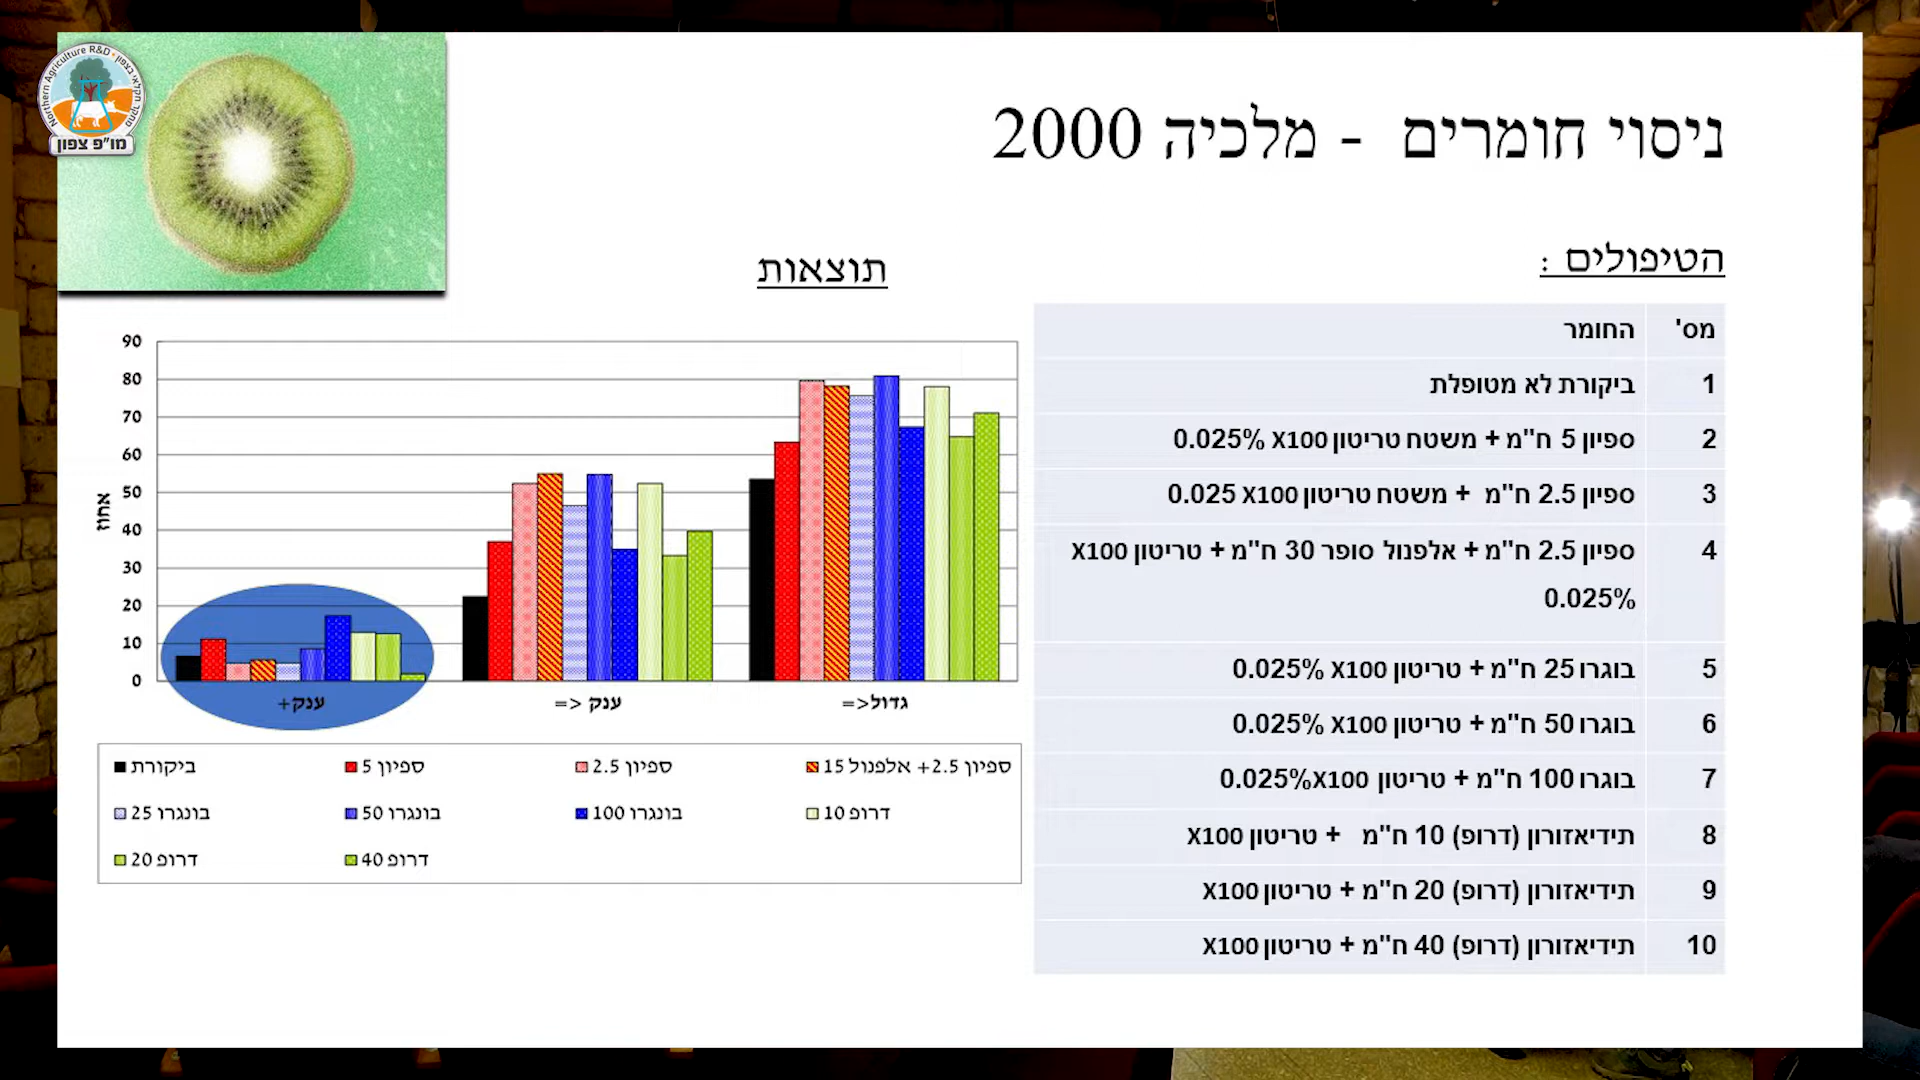 Northern Agriculture R&D • מחקר חקלאי בצפון
מו"פ צפון
ניסוי חומרים - מלכיה 2000
הטיפולים :
מס' החומר
1 ביקורת לא מטופלת
2 ספיון 5 ח"מ + משטח טריטון X100 0.025%
3 ספיון 2.5 ח"מ + משטח טריטון X100 0.025
4 ספיון 2.5 ח"מ + אלפנול סופר 30 ח"מ + טריטון X100
0.025%
5 בוגרו 25 ח"מ + טריטון X100 0.025%
6 בוגרו 50 ח"מ + טריטון X100 0.025%
7 בוגרו 100 ח"מ + טריטון X100 0.025%
8 תידיאזורון (דרופ) 10 ח"מ + טריטון X100
9 תידיאזורון (דרופ) 20 ח"מ + טריטון X100
10 תידיאזורון (דרופ) 40 ח"מ + טריטון X100
תוצאות
90
80
70
60
50
40
30
20
10
0
אחוז
ענק+
ענק <=
גדול<=
ביקורת
ספיון 5
ספיון 2.5
ספיון 2.5+ אלפנול 15
בונגרו 25
בונגרו 50
בונגרו 100
דרופ 10
דרופ 20
דרופ 40